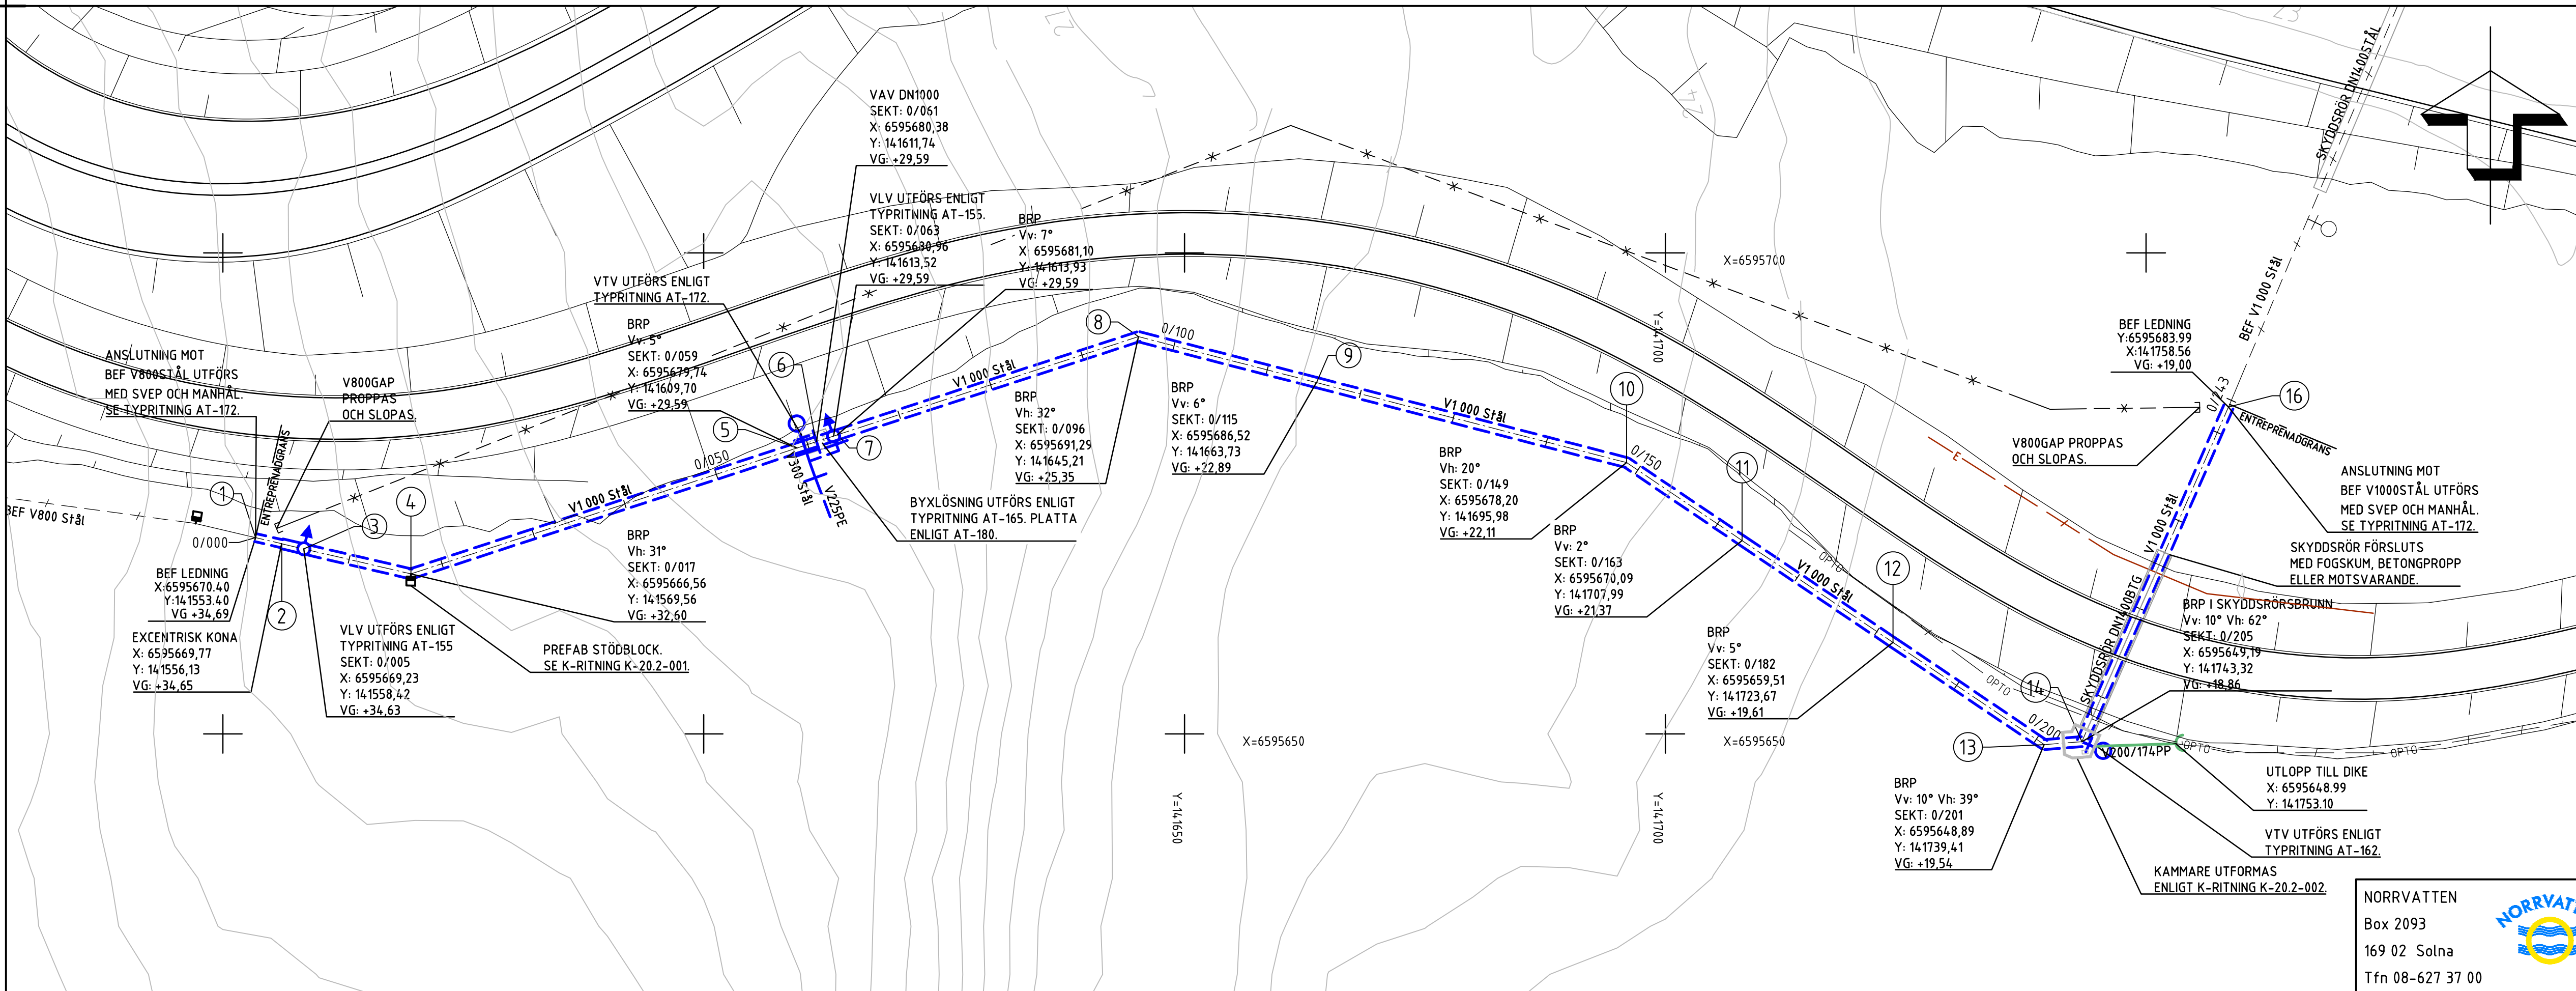 VAV DN1000
SEKT: 0/061
X: 6595680,38
Y: 141611,74
VG: +29,59
VLV UTFÖRS ENLIGT
TYPRITNING AT-155.
SEKT: 0/063
X: 6595680,96
Y: 141613,52
VG: +29,59
BRP
Vv: 7°
X: 6595681,10
Y: 141613,93
VG: +29,59
VTV UTFÖRS ENLIGT
TYPRITNING AT-172.
BRP
Vv: 5°
SEKT: 0/059
X: 6595679,74
Y: 141609,70
VG: +29,59
ANSLUTNING MOT
BEF V800STÅL UTFÖRS
MED SVEP OCH MANHÅL.
SE TYPRITNING AT-172.
V800GAP
PROPPAS
OCH SLOPAS.
ENTREPRENADGRÄNS
BEF V800 Stål
0/000
1
2
3
4
5
6
7
8
9
10
11
12
13
14
16
BEF LEDNING
X:6595670.40
Y:141553.40
VG +34,69
EXCENTRISK KONA
X: 6595669,77
Y: 141556,13
VG: +34,65
VLV UTFÖRS ENLIGT
TYPRITNING AT-155
SEKT: 0/005
X: 6595669,23
Y: 141558,42
VG: +34,63
PREFAB STÖDBLOCK.
SE K-RITNING K-20.2-001.
BRP
Vh: 31°
SEKT: 0/017
X: 6595666,56
Y: 141569,56
VG: +32,60
V1 000 Stål
0/050
V300 Stål
V225PE
BYXLÖSNING UTFÖRS ENLIGT
TYPRITNING AT-165. PLATTA
ENLIGT AT-180.
V1 000 Stål
0/100
BRP
Vh: 32°
SEKT: 0/096
X: 6595691,29
Y: 141645,21
VG: +25,35
BRP
Vv: 6°
SEKT: 0/115
X: 6595686,52
Y: 141663,73
VG: +22,89
V1 000 Stål
0/150
BRP
Vh: 20°
SEKT: 0/149
X: 6595678,20
Y: 141695,98
VG: +22,11
BRP
Vv: 2°
SEKT: 0/163
X: 6595670,09
Y: 141707,99
VG: +21,37
V1 000 Stål
OPTO
OPTO
OPTO
OPTO
BRP
Vv: 5°
SEKT: 0/182
X: 6595659,51
Y: 141723,67
VG: +19,61
0/200
BRP
Vv: 10° Vh: 39°
SEKT: 0/201
X: 6595648,89
Y: 141739,41
VG: +19,54
X=6595700
Y=141700
X=6595650
X=6595650
Y=141650
Y=141700
E
23
SKYDDSRÖR DN1400STÅL
BEF V1 000 Stål
BEF LEDNING
Y:6595683.99
X:141758.56
VG: +19,00
0/243
ENTREPRENADGRÄNS
V800GAP PROPPAS
OCH SLOPAS.
ANSLUTNING MOT
BEF V1000STÅL UTFÖRS
MED SVEP OCH MANHÅL.
SE TYPRITNING AT-172.
V1 000 Stål
SKYDDSRÖR FÖRSLUTS
MED FOGSKUM, BETONGPROPP
ELLER MOTSVARANDE.
SKYDDSRÖR DN1400BTG
BRP I SKYDDSRÖRSBRUNN
Vv: 10° Vh: 62°
SEKT: 0/205
X: 6595649,19
Y: 141743,32
VG: +18,86
V200/174PP
UTLOPP TILL DIKE
X: 6595648.99
Y: 141753.10
VTV UTFÖRS ENLIGT
TYPRITNING AT-162.
KAMMARE UTFORMAS
ENLIGT K-RITNING K-20.2-002.
NORRVATTEN
Box 2093
169 02 Solna
Tfn 08-627 37 00